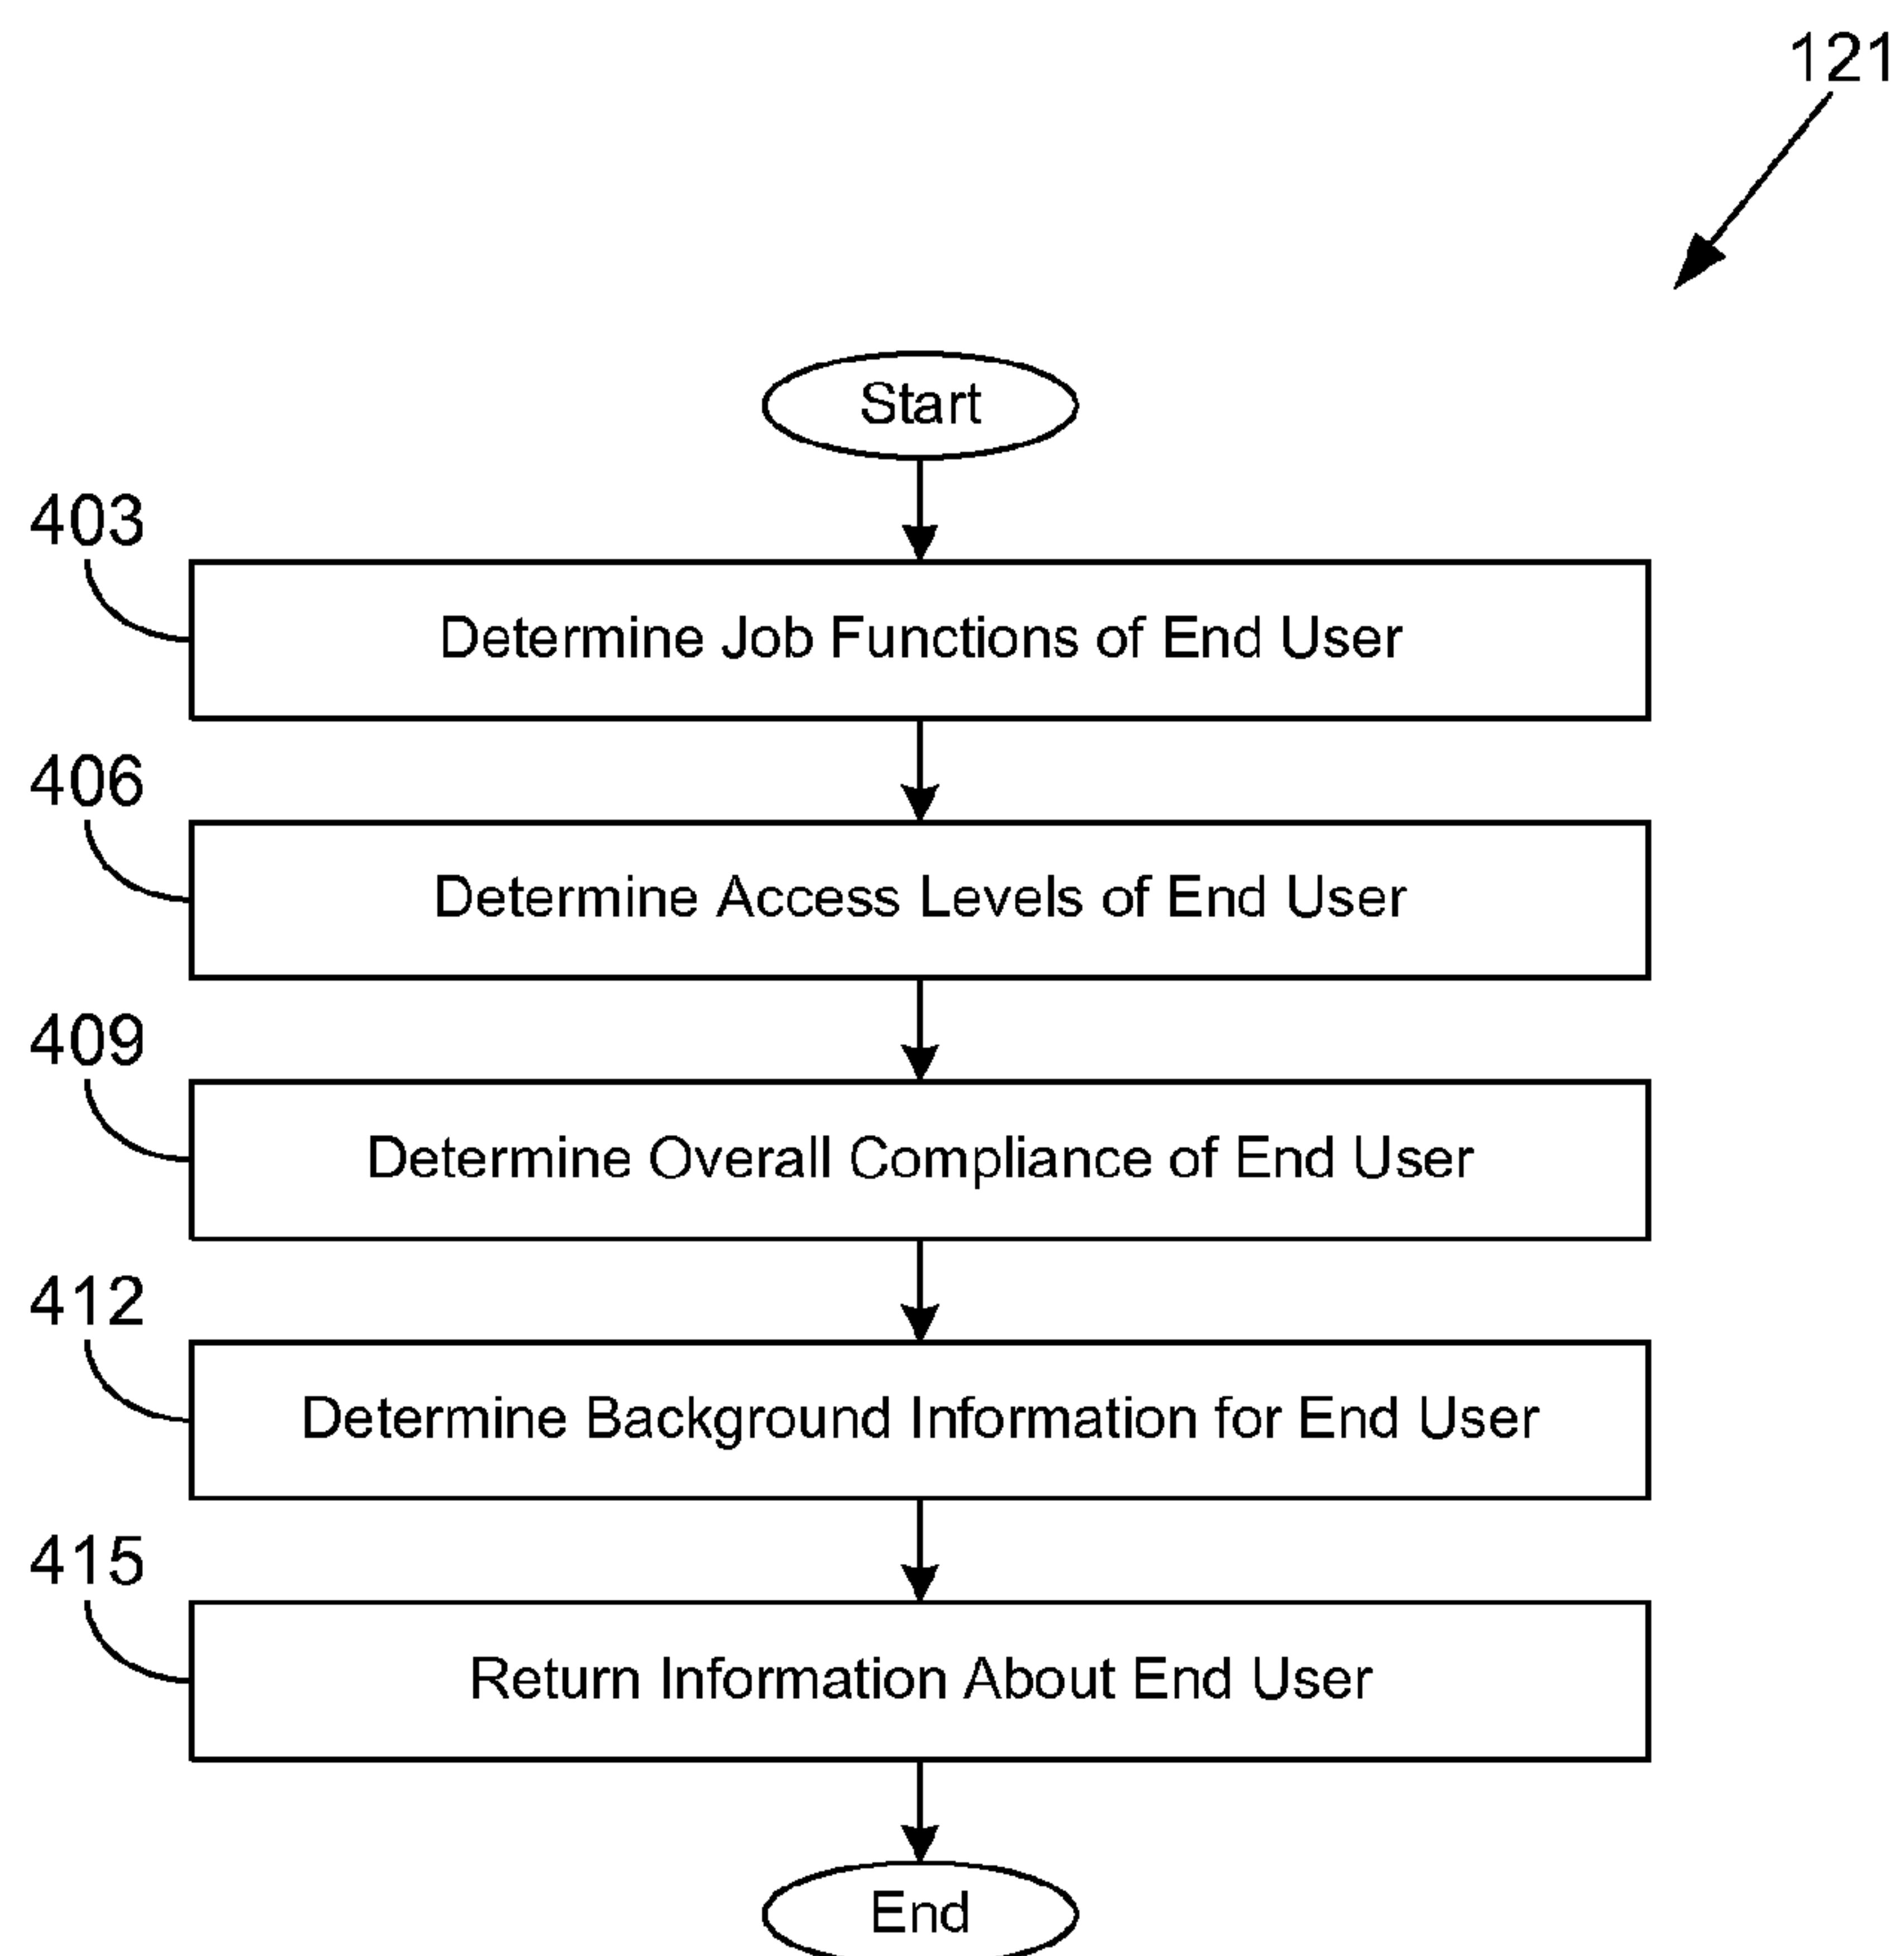 121
Start
403
Determine Job Functions of End User
406
Determine Access Levels of End User
409
Determine Overall Compliance of End User
412
Determine Background Information for End User
415
Return Information About End User
End